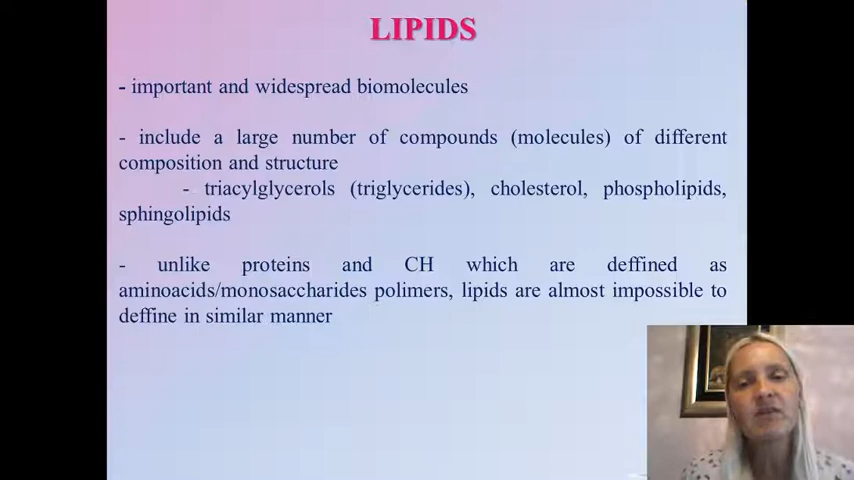 LIPIDS
- important and widespread biomolecules
- include a large number of compounds (molecules) of different
composition and structure
- triacylglycerols (triglycerides), cholesterol, phospholipids,
sphingolipids
- unlike proteins and CH which are deffined as
aminoacids/monosaccharides polimers, lipids are almost impossible to
deffine in similar manner